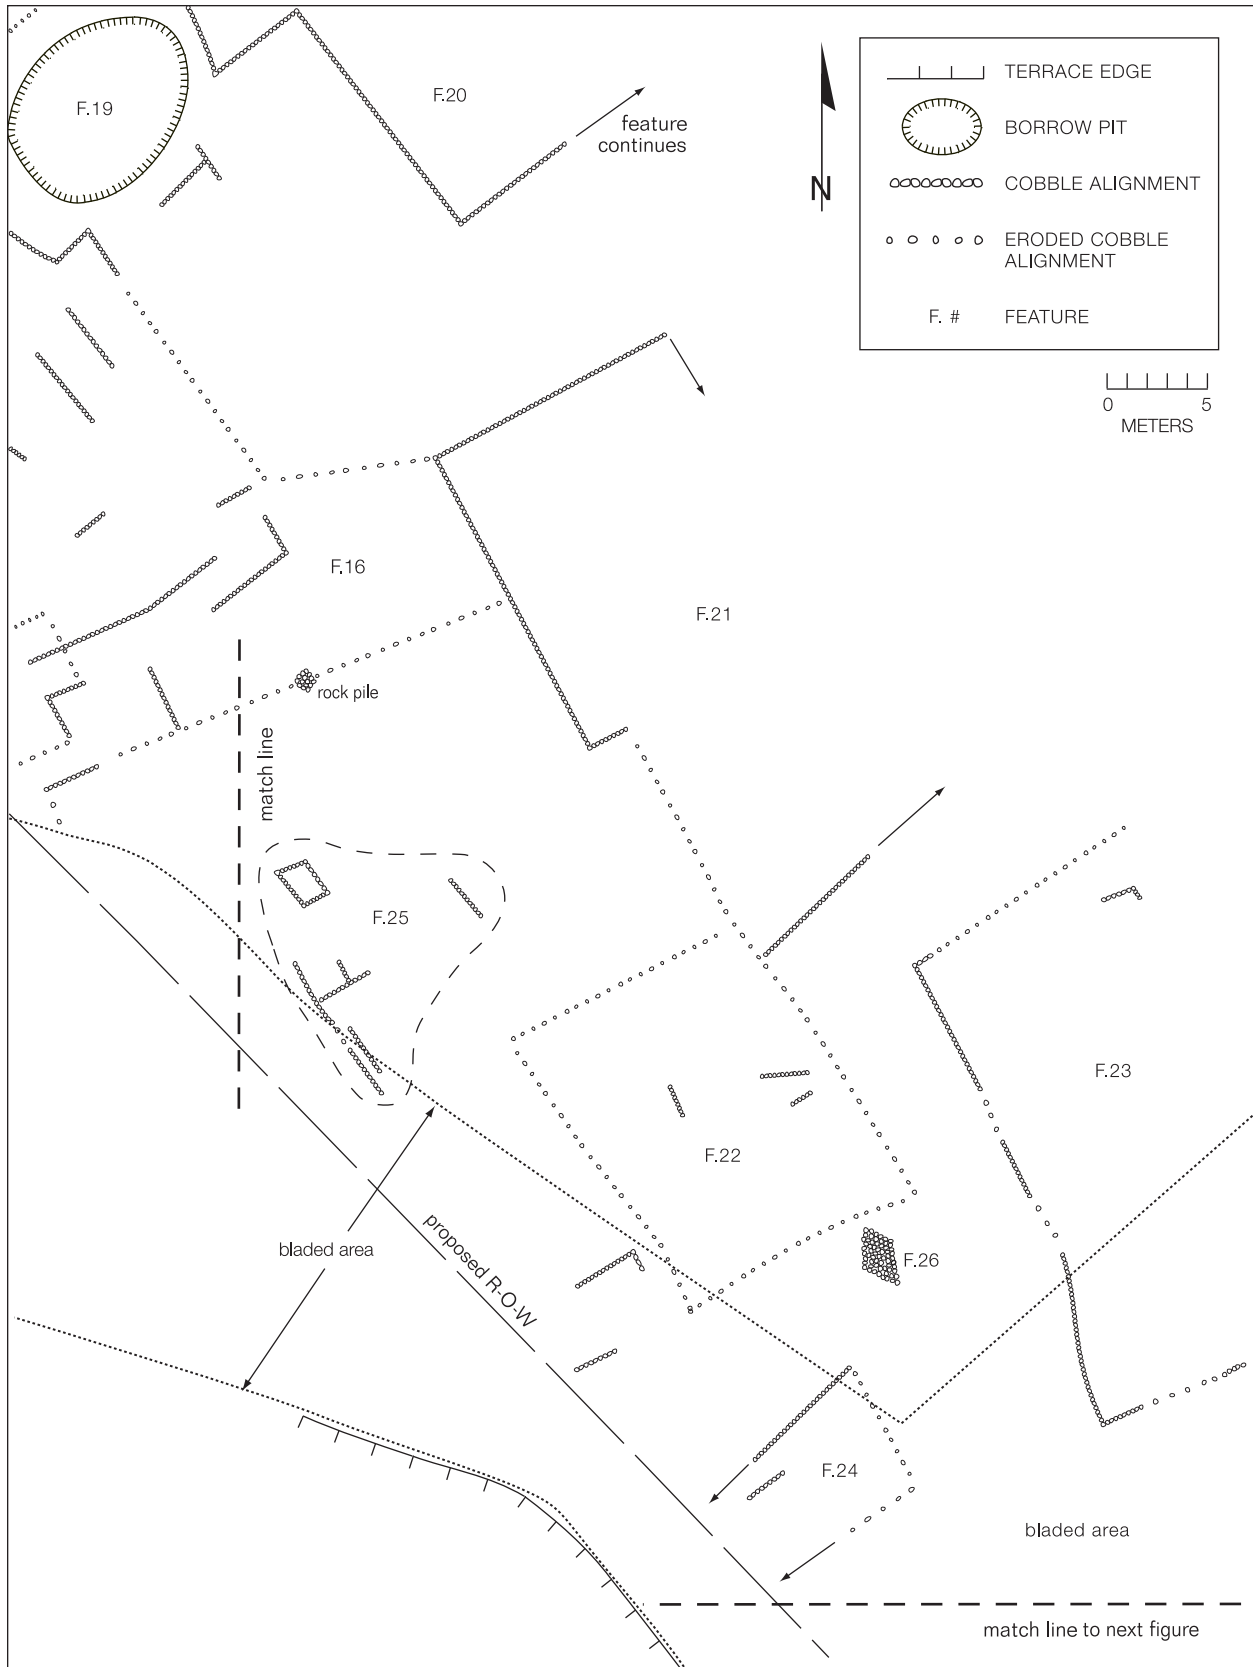 F.19
F.20
feature
continues
N
TERRACE EDGE
BORROW PIT
COBBLE ALIGNMENT
ERODED COBBLE
ALIGNMENT
F. # FEATURE
0 5
METERS
F.16
F.21
rock pile
match line
F.25
F.23
F.22
bladed area
proposed R-O-W
F.26
F.24
bladed area
match line to next figure